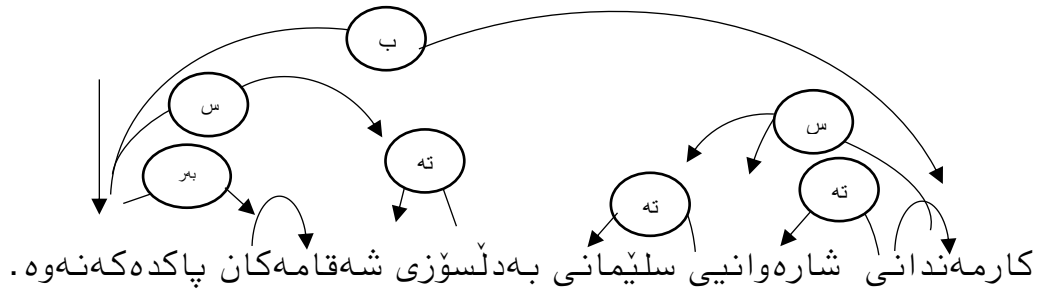 ب
س
س
تە
بەر
تە
تە
کارمەندانی شارەوانیی سلێمانی بەدڵسۆزی شەقامەکان پاکدەکەنەوە.